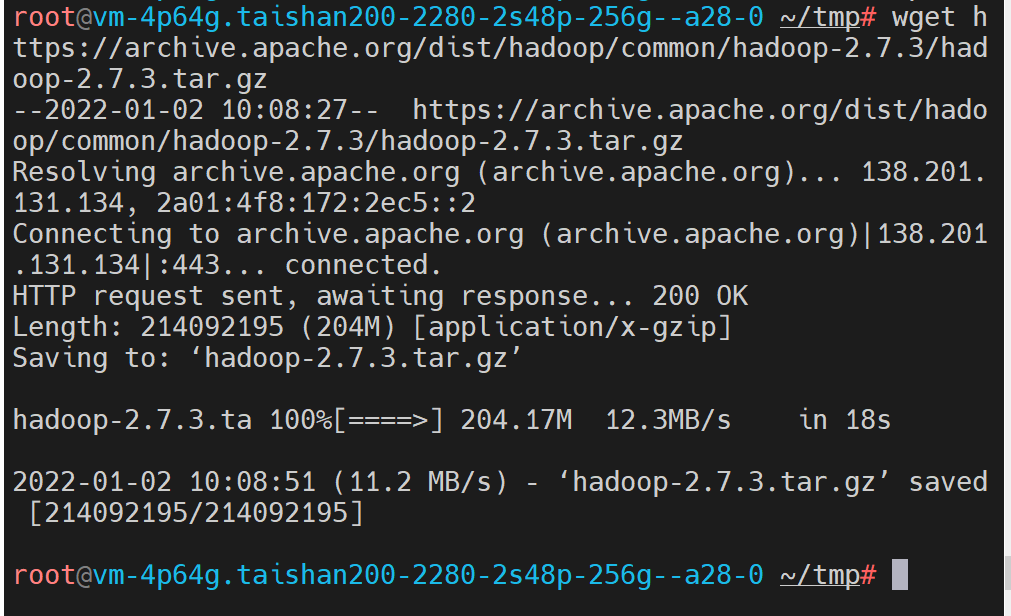 root@vm-4p64g.taishan200-2280-2s48p-256g--a28-0 ~/tmp# wget h
ttps://archive.apache.org/dist/hadoop/common/hadoop-2.7.3/had
oop-2.7.3.tar.gz
--2022-01-02 10:08:27--  https://archive.apache.org/dist/hado
op/common/hadoop-2.7.3/hadoop-2.7.3.tar.gz
Resolving archive.apache.org (archive.apache.org)... 138.201.
131.134, 2a01:4f8:172:2ec5::2
Connecting to archive.apache.org (archive.apache.org)|138.201
.131.134|:443... connected.
HTTP request sent, awaiting response... 200 OK
Length: 214092195 (204M) [application/x-gzip]
Saving to: ‘hadoop-2.7.3.tar.gz’
hadoop-2.7.3.ta 100%[====>] 204.17M  12.3MB/s    in 18s
2022-01-02 10:08:51 (11.2 MB/s) - ‘hadoop-2.7.3.tar.gz’ saved
 [214092195/214092195]
root@vm-4p64g.taishan200-2280-2s48p-256g--a28-0 ~/tmp#